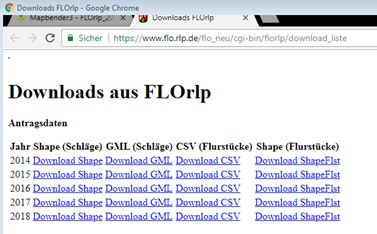 Downloads FLOrlp - Google Chrome
Mapbender3 - FLOrlp_20
Downloads FLOrlp
Sicher https://www.flo.rlp.de/flo_neu/cgi-bin/florlp/download_liste
Downloads aus FLOrlp
Antragsdaten
Jahr Shape (Schläge) GML (Schläge) CSV (Flurstücke) Shape (Flurstücke)
2014 Download Shape Download GML Download CSV Download ShapeFlst
2015 Download Shape Download GML Download CSV Download ShapeFlst
2016 Download Shape Download GML Download CSV Download ShapeFlst
2017 Download Shape Download GML Download CSV Download ShapeFlst
2018 Download Shape Download GML Download CSV Download ShapeFlst